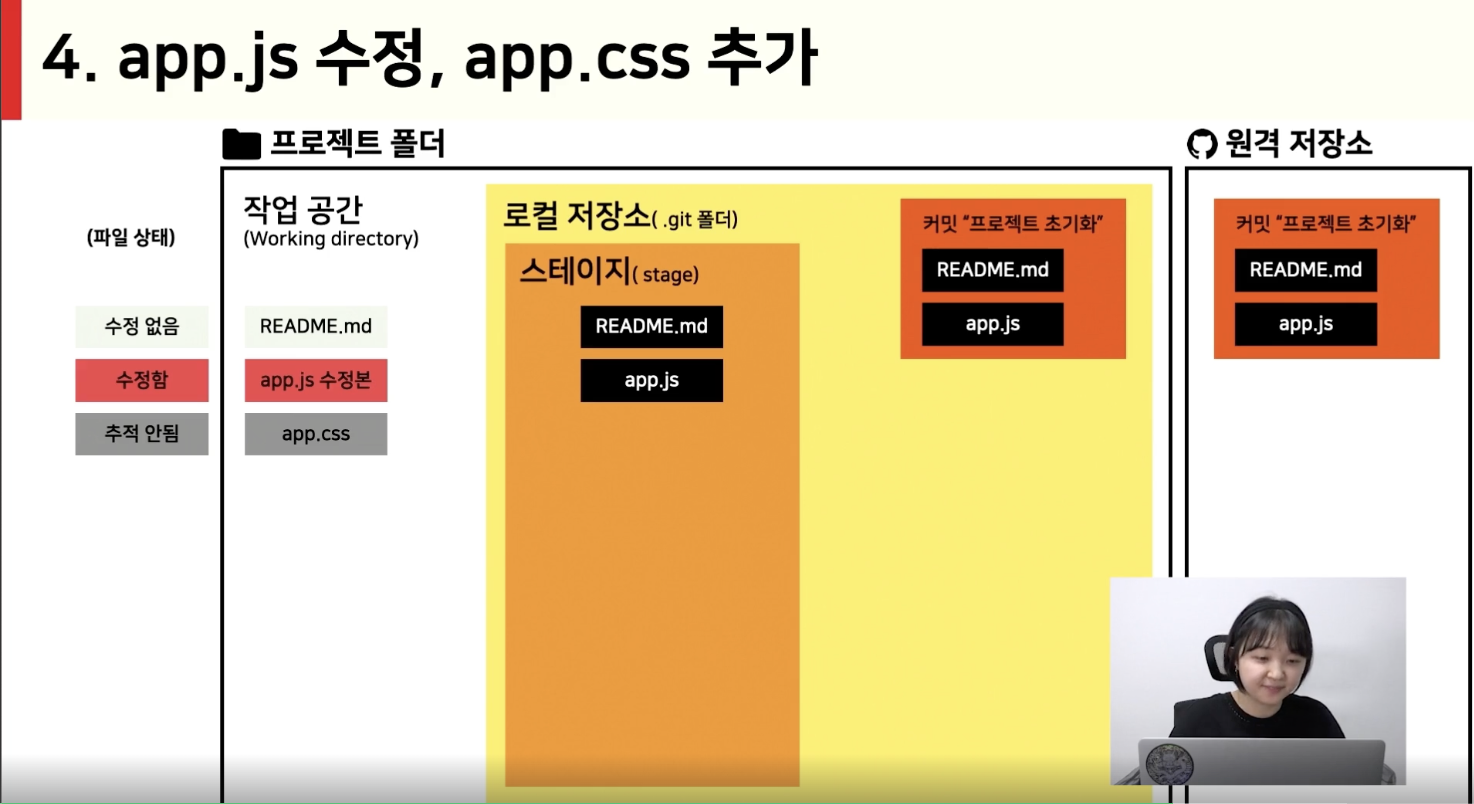 4. app.js 수정, app.css 추가
프로젝트 폴더
원격 저장소
(파일 상태)
수정 없음
수정함
추적 안됨
작업 공간
(Working directory)
README.md
app.js 수정본
app.css
로컬 저장소( .git 폴더)
스테이지( stage)
README.md
app.js
커밋 “프로젝트 초기화”
README.md
app.js
커밋 “프로젝트 초기화”
README.md
app.js